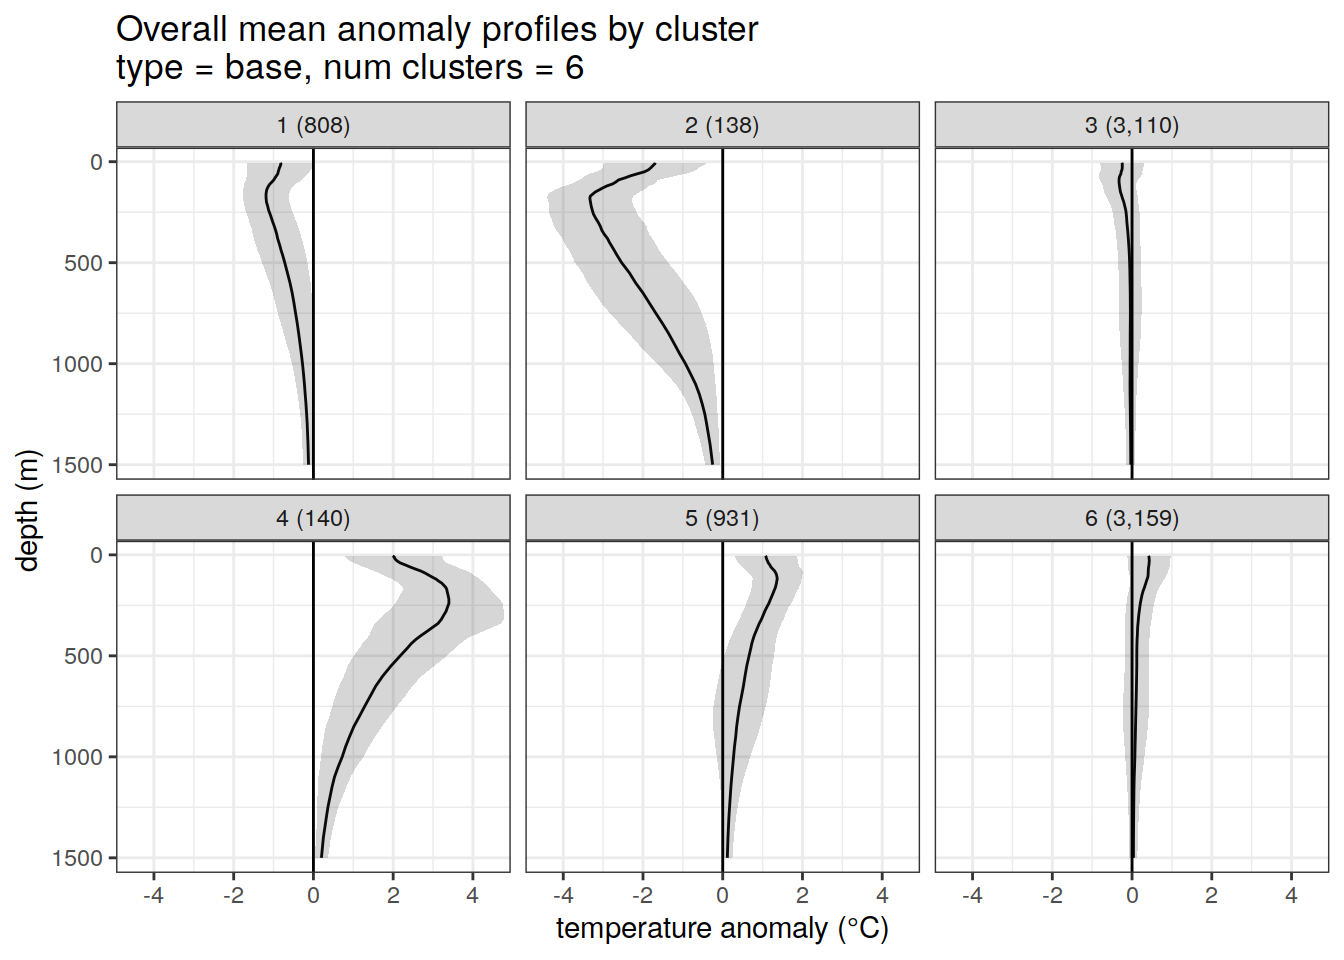 Overall mean anomaly profiles by cluster
type = base, num clusters = 6
1 (808)
2 (138)
3 (3,110)
0
500
1000
1500
4 (140)
5 (931)
6 (3,159)
0
500
1000
1500
-4 -2 0 2 4
-4 -2 0 2 4
-4 -2 0 2 4
depth (m)
temperature anomaly (°C)